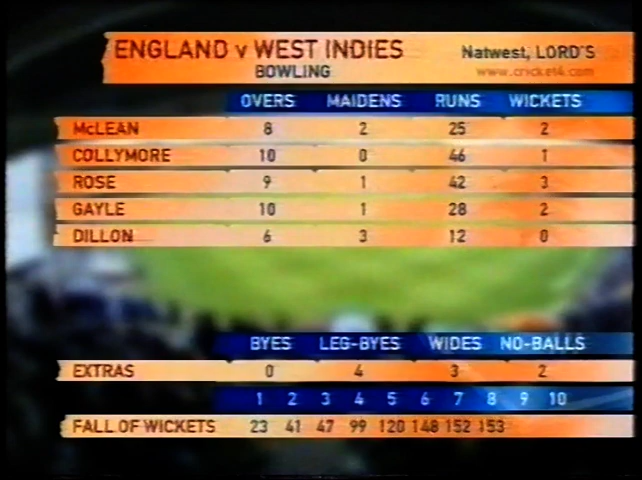 ENGLAND v WEST INDIES Natwest, LORD'S
BOWLING www.cricket4.com
OVERS MAIDENS RUNS WICKETS
McLEAN 8 2 25 2
COLLYMORE 10 0 46 1
ROSE 9 1 42 3
GAYLE 10 1 28 2
DILLON 6 3 12 0
BYES LEG-BYES WIDES NO-BALLS
EXTRAS 0 4 3 2
1 2 3 4 5 6 7 8 9 10
FALL OF WICKETS 23 41 47 99 120 148 152 153